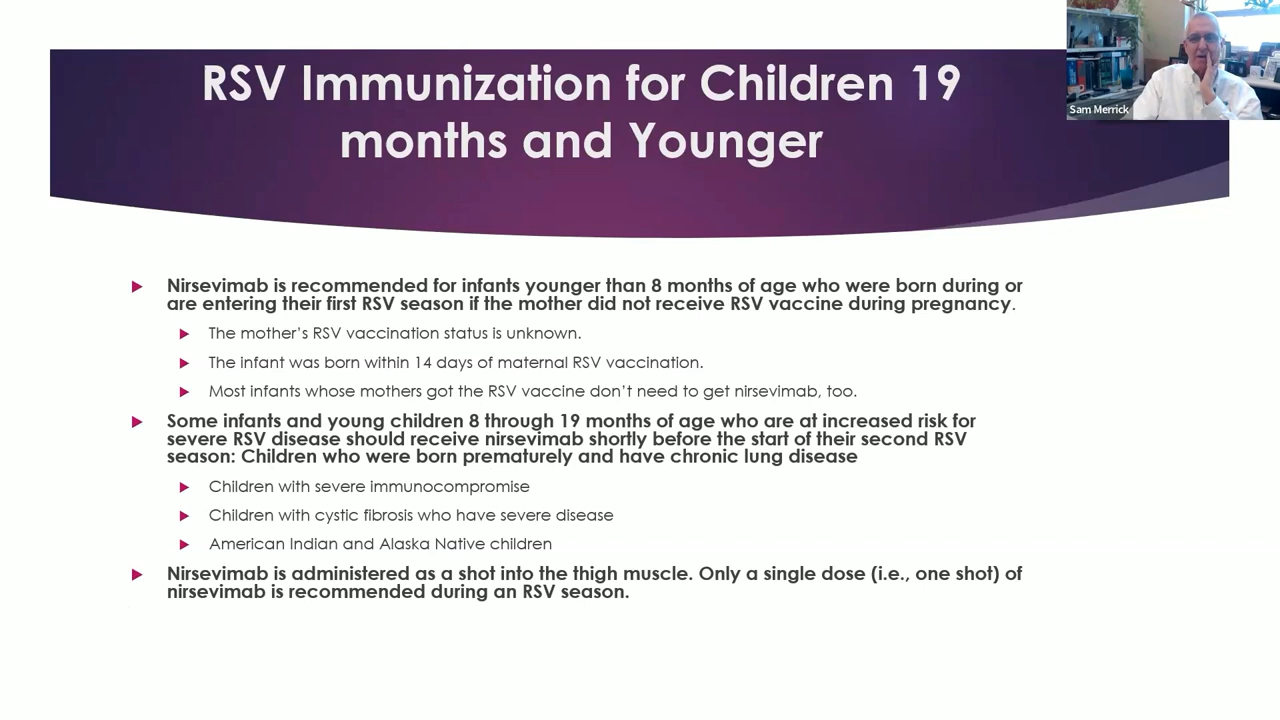 RSV Immunization for Children 19
months and Younger
Sam Merrick
Nirsevimab is recommended for infants younger than 8 months of age who were born during or
are entering their first RSV season if the mother did not receive RSV vaccine during pregnancy.
The mother’s RSV vaccination status is unknown.
The infant was born within 14 days of maternal RSV vaccination.
Most infants whose mothers got the RSV vaccine don’t need to get nirsevimab, too.
Some infants and young children 8 through 19 months of age who are at increased risk for
severe RSV disease should receive nirsevimab shortly before the start of their second RSV
season: Children who were born prematurely and have chronic lung disease
Children with severe immunocompromise
Children with cystic fibrosis who have severe disease
American Indian and Alaska Native children
Nirsevimab is administered as a shot into the thigh muscle. Only a single dose (i.e., one shot) of
nirsevimab is recommended during an RSV season.